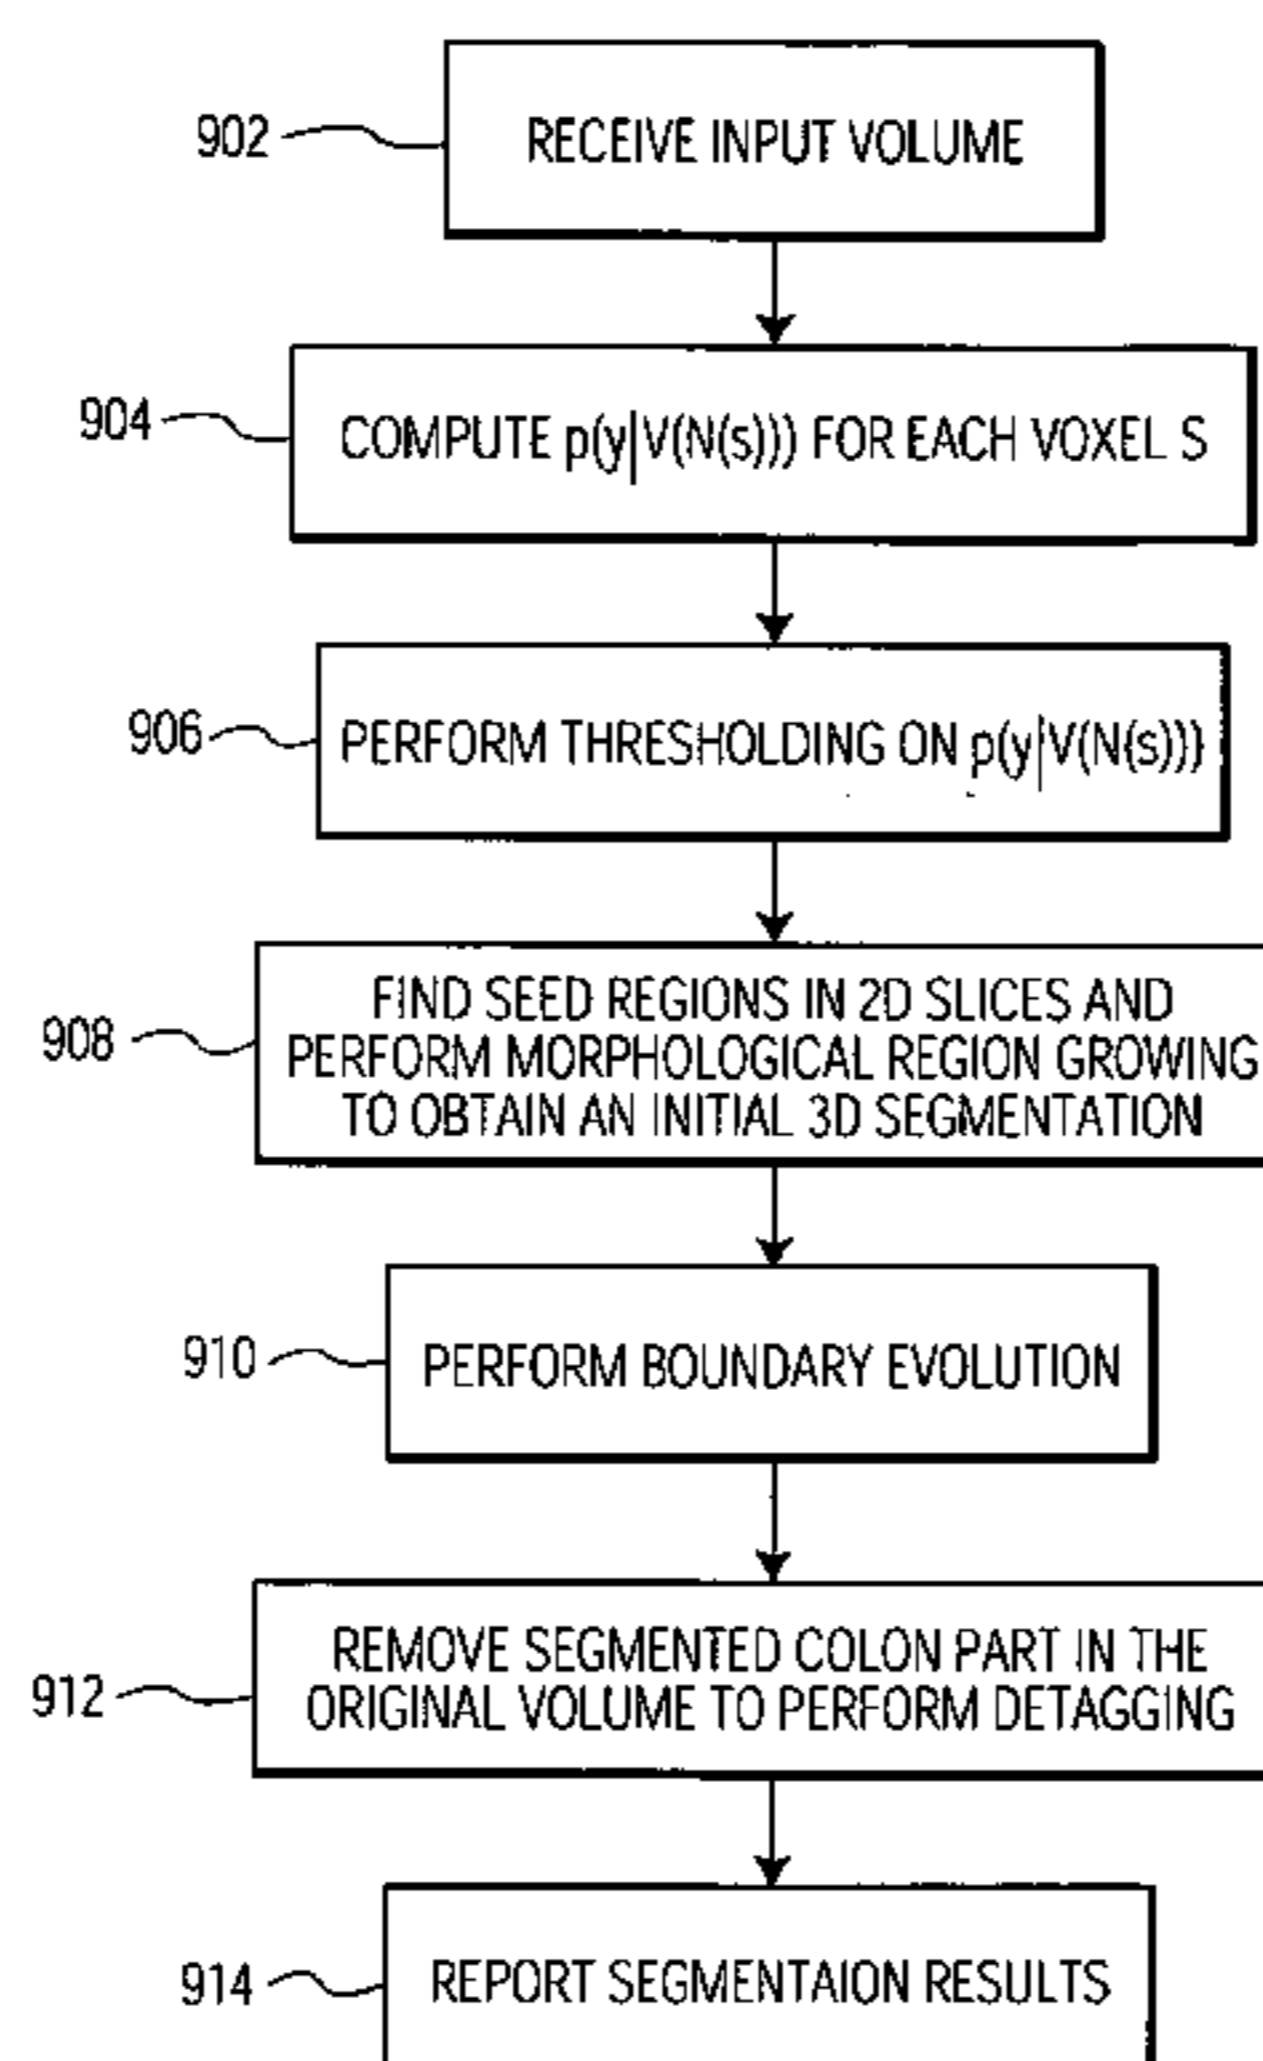 902 RECEIVE INPUT VOLUME
904 COMPUTE p(y|V(N(s))) FOR EACH VOXEL S
906 PERFORM THRESHOLDING ON p(y|V(N(s)))
FIND SEED REGIONS IN 2D SLICES AND
908 PERFORM MORPHOLOGICAL REGION GROWING
TO OBTAIN AN INITIAL 3D SEGMENTATION
910 PERFORM BOUNDARY EVOLUTION
REMOVE SEGMENTED COLON PART IN THE
912 ORIGINAL VOLUME TO PERFORM DETAGGING
914 REPORT SEGMENTAION RESULTS